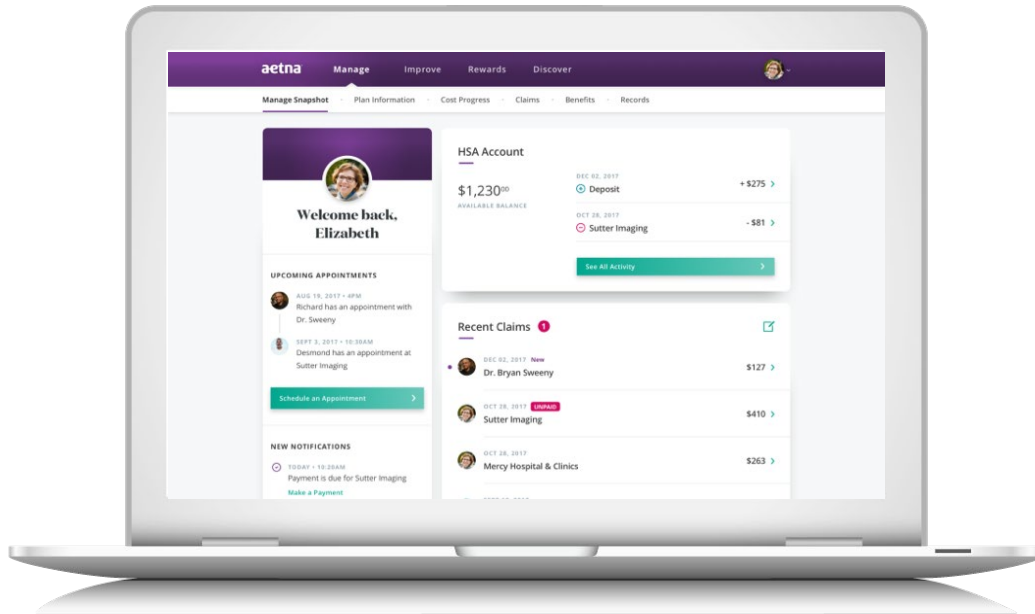 aetna
Manage
Improve
Rewards
Discover
Manage Snapshot
Plan Information
Cost Progress
Claims
Benefits
Records
Welcome back,
Elizabeth
UPCOMING APPOINTMENTS
AUG 19, 2017 • 4PM
Richard has an appointment with
Dr. Sweeny
SEPT 3, 2017 • 10:30AM
Desmond has an appointment at
Sutter Imaging
Schedule an Appointment
NEW NOTIFICATIONS
TODAY • 10:20AM
Payment is due for Sutter Imaging
Make a Payment
HSA Account
$1,23000
AVAILABLE BALANCE
DEC 02, 2017
Deposit
+ $275
OCT 28, 2017
Sutter Imaging
- $81
See All Activity
Recent Claims 1
DEC 02, 2017 New
Dr. Bryan Sweeny
$127
OCT 28, 2017 UNPAID
Sutter Imaging
$410
OCT 28, 2017
Mercy Hospital & Clinics
$263